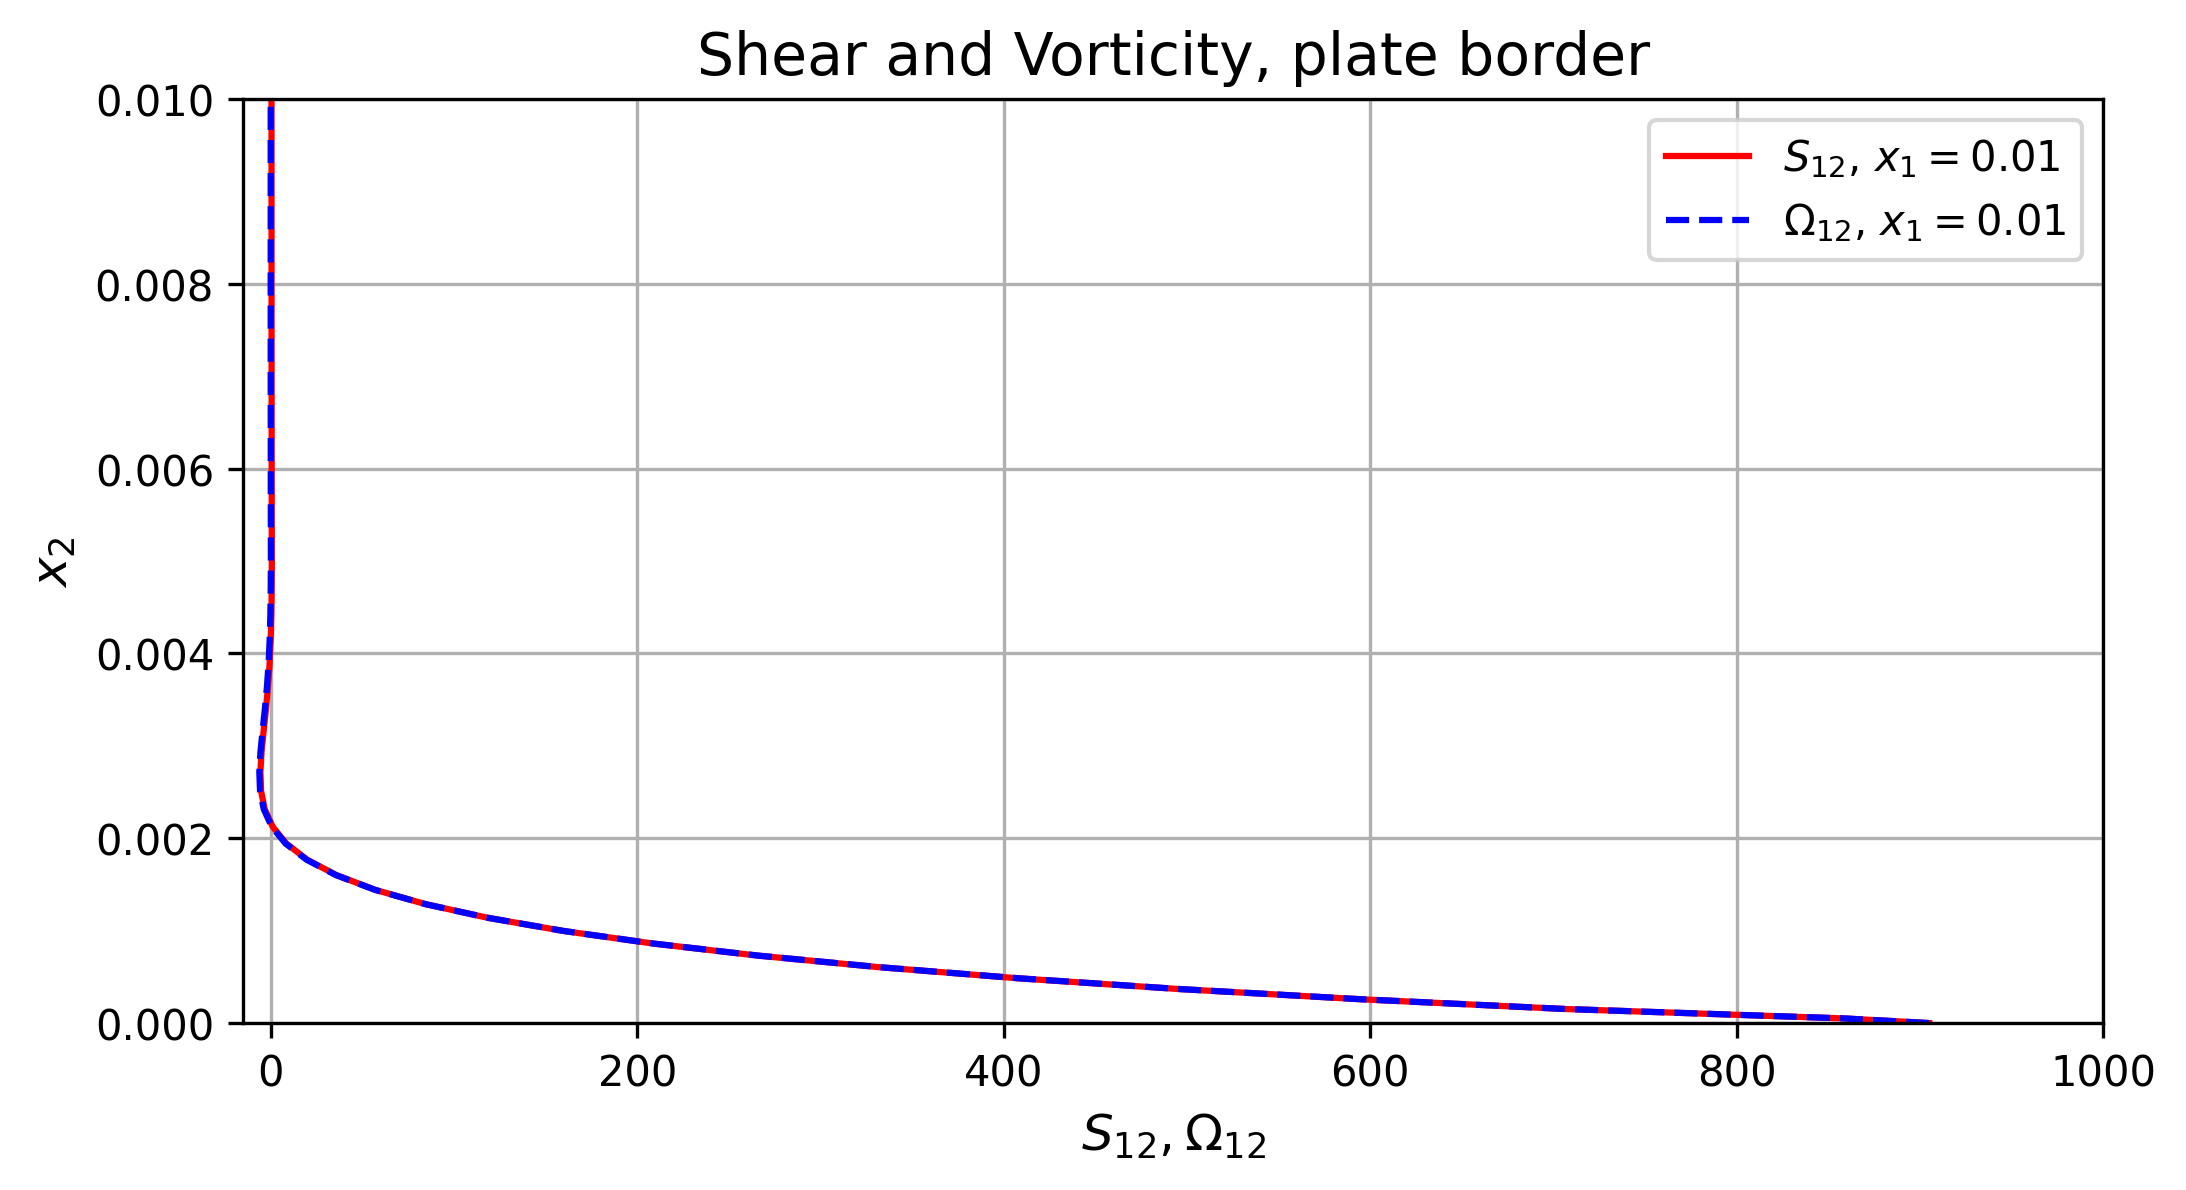 Shear and Vorticity, plate border
S₁₂, x₁ = 0.01
Ω₁₂, x₁ = 0.01
0.010
0.008
0.006
0.004
0.002
0.000
x₂
0 200 400 600 800 1000
S₁₂, Ω₁₂